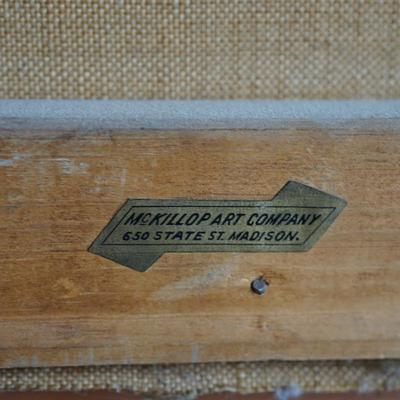 McKILLOP ART COMPANY
650 STATE ST. MADISON.